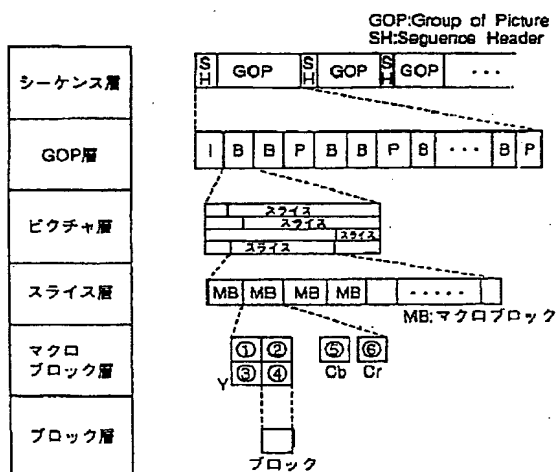 GOP:Group of Picture
SH:Seguence Header
シーケンス層
SH GOP SH GOP SH GOP ・・・
GOP層
I B B P B B P B ・・・ B P
ピクチャ層
スライス
スライス
スライス
スライス
スライス層
MB MB MB MB ・・・・・
MB:マクロブロック
マクロ
ブロック層
① ② ⑤ ⑥
③ ④ Cb Cr
Y
ブロック層
ブロック